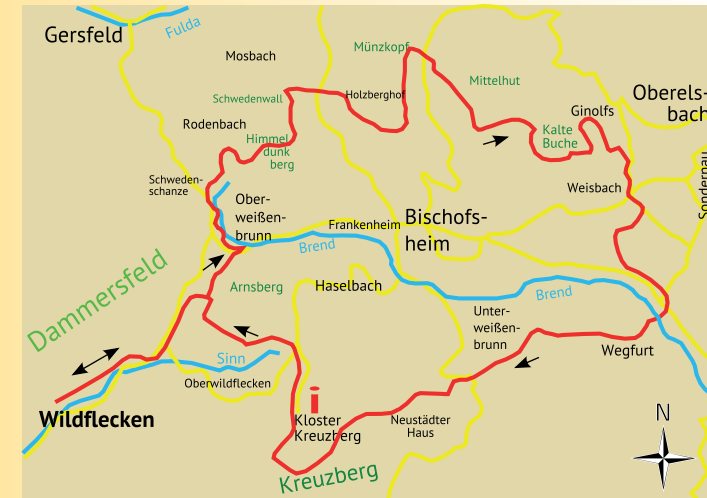 Gersfeld
Fulda
Mosbach
Münzkopf
Mittelhut
Schwedenwall
Holzberghof
Oberels-
bach
Ginolfs
Rodenbach
Himmel
dunk
berg
Kalte
Buche
Schweden-
schanze
Weisbach
Ober-
weißen-
brunn
Frankenheim
Bischofs-
heim
Brend
Dammersfeld
Arnsberg
Haselbach
Brend
Unter-
weißen-
brunn
Sinn
Wegfurt
Oberwildflecken
Wildflecken
i
Kloster
Kreuzberg
Neustädter
Haus
N
Kreuzberg